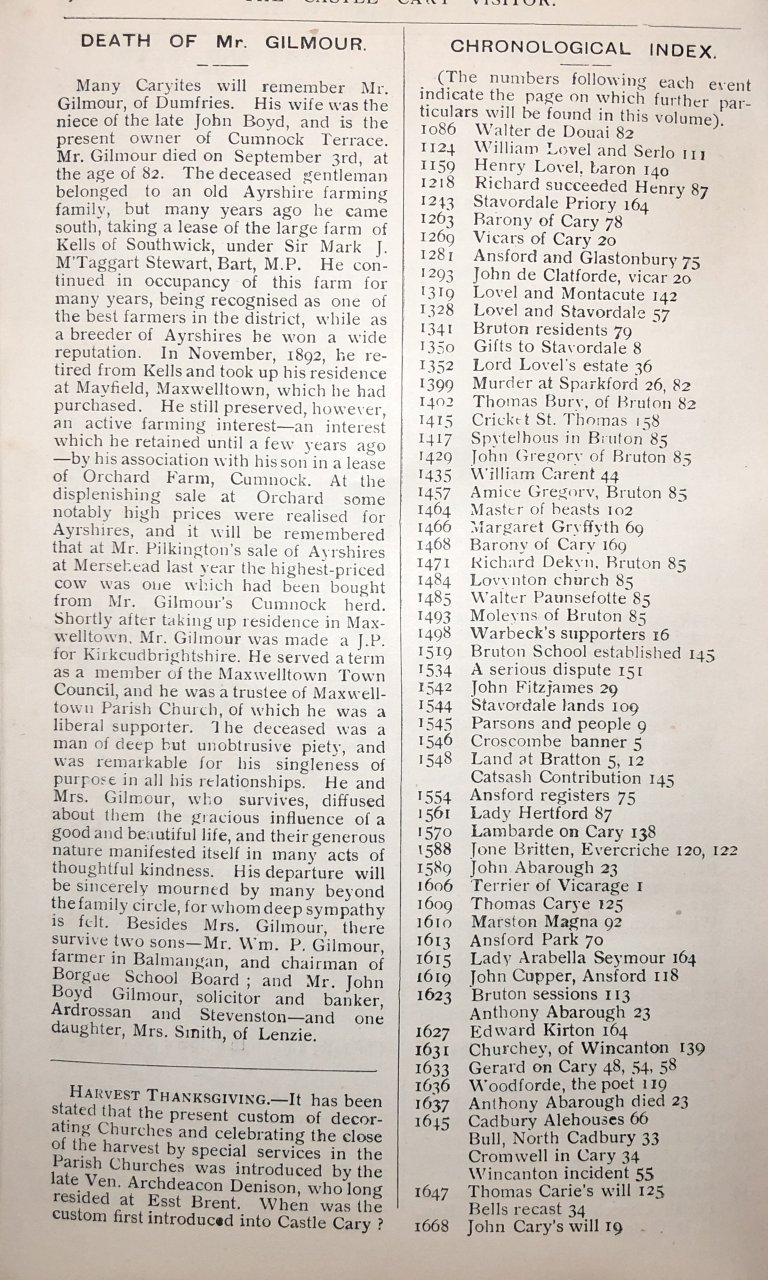 THE CASTLE CARY VISITOR.
DEATH OF Mr. GILMOUR.
Many Caryites will remember Mr.
Gilmour, of Dumfries. His wife was the
niece of the late John Boyd, and is the
present owner of Cumnock Terrace.
Mr. Gilmour died on September 3rd, at
the age of 82. The deceased gentleman
belonged to an old Ayrshire farming
family, but many years ago he came
south, taking a lease of the large farm of
Kells of Southwick, under Sir Mark J.
M'Taggart Stewart, Bart, M.P. He con-
tinued in occupancy of this farm for
many years, being recognised as one of
the best farmers in the district, while as
a breeder of Ayrshires he won a wide
reputation. In November, 1892, he re-
tired from Kells and took up his residence
at Mayfield, Maxwelltown, which he had
purchased. He still preserved, however,
an active farming interest—an interest
which he retained until a few years ago
—by his association with his son in a lease
of Orchard Farm, Cumnock. At the
displenishing sale at Orchard some
notably high prices were realised for
Ayrshires, and it will be remembered
that at Mr. Pilkington's sale of Ayrshires
at Mersehead last year the highest-priced
cow was one which had been bought
from Mr. Gilmour's Cumnock herd.
Shortly after taking up residence in Max-
welltown, Mr. Gilmour was made a J.P.
for Kirkcudbrightshire. He served a term
as a member of the Maxwelltown Town
Council, and he was a trustee of Maxwell-
town Parish Church, of which he was a
liberal supporter. The deceased was a
man of deep but unobtrusive piety, and
was remarkable for his singleness of
purpose in all his relationships. He and
Mrs. Gilmour, who survives, diffused
about them the gracious influence of a
good and beautiful life, and their generous
nature manifested itself in many acts of
thoughtful kindness. His departure will
be sincerely mourned by many beyond
the family circle, for whom deep sympathy
is felt. Besides Mrs. Gilmour, there
survive two sons—Mr. Wm. P. Gilmour,
farmer in Balmangan, and chairman of
Borgue School Board ; and Mr. John
Boyd Gilmour, solicitor and banker,
Ardrossan and Stevenston—and one
daughter, Mrs. Smith, of Lenzie.
HARVEST THANKSGIVING.—It has been
stated that the present custom of decor-
ating Churches and celebrating the close
of the harvest by special services in the
Parish Churches was introduced by the
late Ven. Archdeacon Denison, who long
resided at Esst Brent. When was the
custom first introduced into Castle Cary ?
CHRONOLOGICAL INDEX.
(The numbers following each event
indicate the page on which further par-
ticulars will be found in this volume).
1086 Walter de Douai 82
1124 William Lovel and Serlo 111
1159 Henry Lovel, baron 140
1218 Richard succeeded Henry 87
1243 Stavordale Priory 164
1263 Barony of Cary 78
1269 Vicars of Cary 20
1281 Ansford and Glastonbury 75
1293 John de Clatforde, vicar 20
1319 Lovel and Montacute 142
1328 Lovel and Stavordale 57
1341 Bruton residents 79
1350 Gifts to Stavordale 8
1352 Lord Lovel's estate 36
1399 Murder at Sparkford 26, 82
1402 Thomas Bury, of Bruton 82
1415 Cricket St. Thomas 158
1417 Spytelhous in Bruton 85
1429 John Gregory of Bruton 85
1435 William Carent 44
1457 Amice Gregory, Bruton 85
1464 Master of beasts 102
1466 Margaret Gryffyth 69
1468 Barony of Cary 169
1471 Richard Dekyn, Bruton 85
1484 Lovynton church 85
1485 Walter Paunsefotte 85
1493 Moleyns of Bruton 85
1498 Warbeck's supporters 16
1519 Bruton School established 145
1534 A serious dispute 151
1542 John Fitzjames 29
1544 Stavordale lands 109
1545 Parsons and people 9
1546 Croscombe banner 5
1548 Land at Bratton 5, 12
Catsash Contribution 145
1554 Ansford registers 75
1561 Lady Hertford 87
1570 Lambarde on Cary 138
1588 Jone Britten, Evercriche 120, 122
1589 John Abarough 23
1606 Terrier of Vicarage 1
1609 Thomas Carye 125
1610 Marston Magna 92
1613 Ansford Park 70
1615 Lady Arabella Seymour 164
1619 John Cupper, Ansford 118
1623 Bruton sessions 113
Anthony Abarough 23
1627 Edward Kirton 164
1631 Churchey, of Wincanton 139
1633 Gerard on Cary 48, 54, 58
1636 Woodforde, the poet 119
1637 Anthony Abarough died 23
1645 Cadbury Alehouses 66
Bull, North Cadbury 33
Cromwell in Cary 34
Wincanton incident 55
1647 Thomas Carie's will 125
Bells recast 34
1668 John Cary's will 19